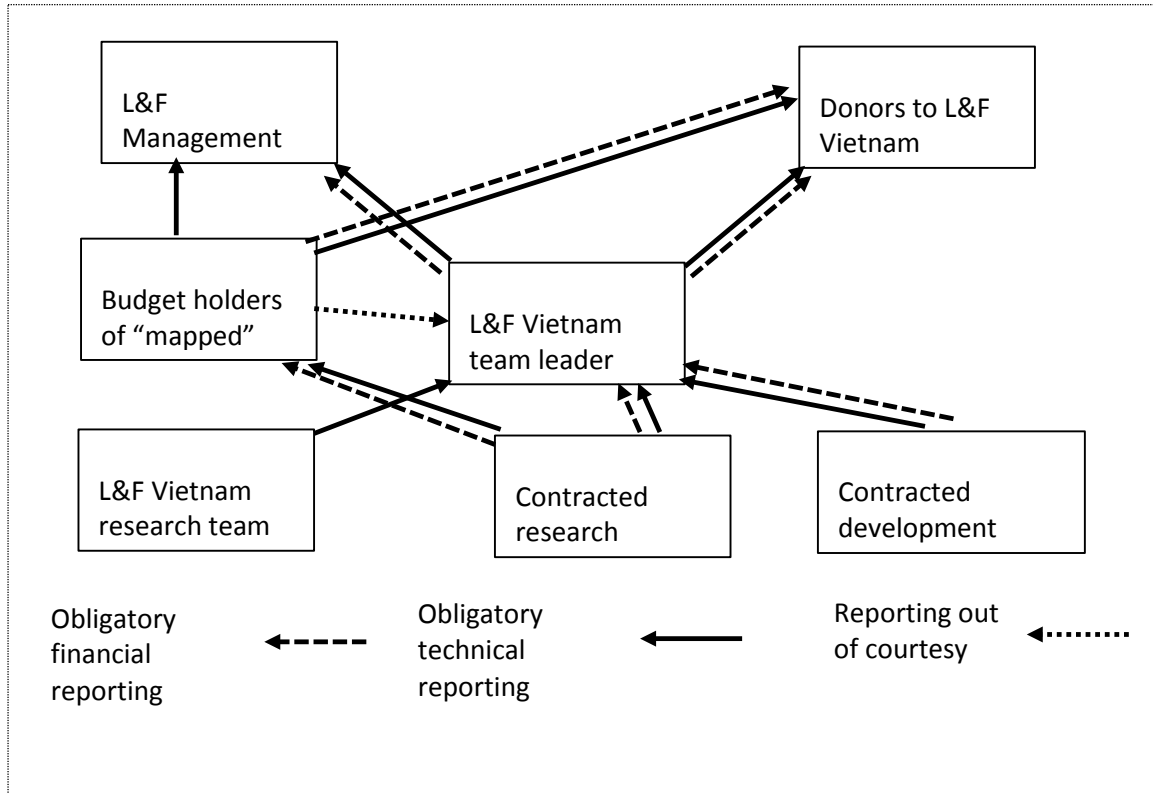 L&F
Management
Donors to L&F
Vietnam
Budget holders
of “mapped”
L&F Vietnam
team leader
L&F Vietnam
research team
Contracted
research
Contracted
development
Obligatory
financial
reporting
Obligatory
technical
reporting
Reporting out
of courtesy